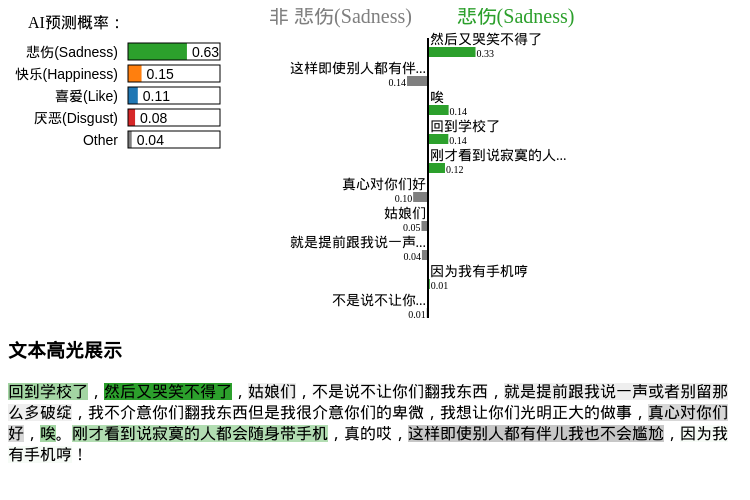 AI预测概率：
悲伤(Sadness) 0.63
快乐(Happiness) 0.15
喜爱(Like) 0.11
厌恶(Disgust) 0.08
Other 0.04
非 悲伤(Sadness) 悲伤(Sadness)
然后又哭笑不得了
0.33
这样即使别人都有伴...
0.14
唉
0.14
回到学校了
0.14
刚才看到说寂寞的人...
0.12
真心对你们好
0.10
姑娘们
0.05
就是提前跟我说一声...
0.04
因为我有手机哼
0.01
不是说不让你...
0.01
文本高光展示
回到学校了，然后又哭笑不得了，姑娘们，不是说不让你们翻我东西，就是提前跟我说一声或者别留那
么多破绽，我不介意你们翻我东西但是我很介意你们的卑微，我想让你们光明正大的做事，真心对你们
好，唉。刚才看到说寂寞的人都会随身带手机，真的哎，这样即使别人都有伴儿我也不会尴尬，因为我
有手机哼！